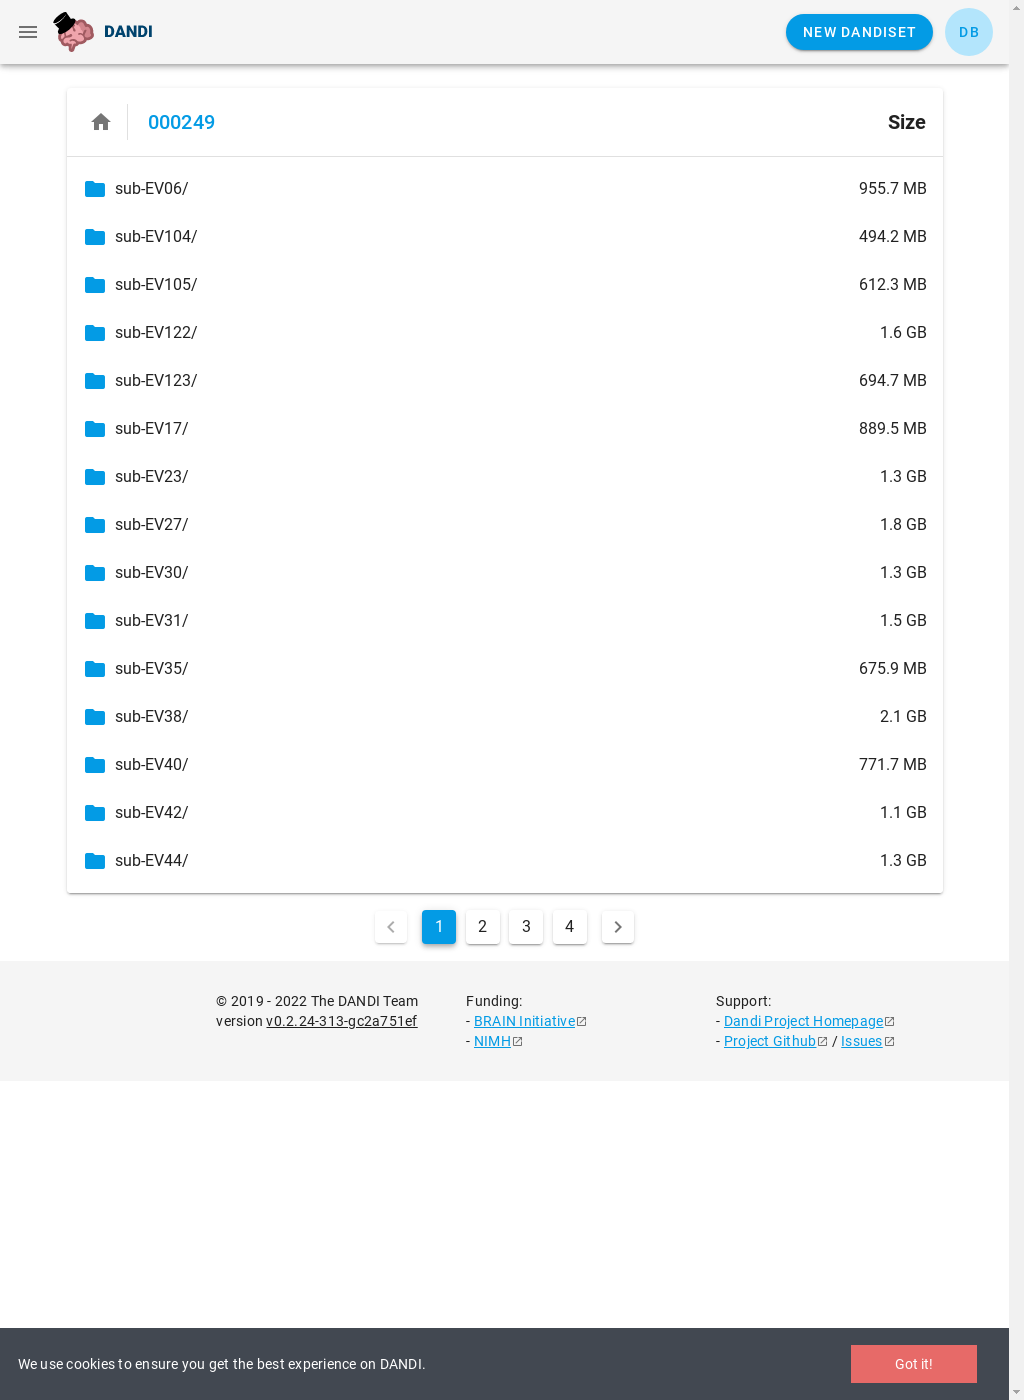 DANDI
NEW DANDISET
DB
000249
Size
sub-EV06/ 955.7 MB
sub-EV104/ 494.2 MB
sub-EV105/ 612.3 MB
sub-EV122/ 1.6 GB
sub-EV123/ 694.7 MB
sub-EV17/ 889.5 MB
sub-EV23/ 1.3 GB
sub-EV27/ 1.8 GB
sub-EV30/ 1.3 GB
sub-EV31/ 1.5 GB
sub-EV35/ 675.9 MB
sub-EV38/ 2.1 GB
sub-EV40/ 771.7 MB
sub-EV42/ 1.1 GB
sub-EV44/ 1.3 GB
1 2 3 4
© 2019 - 2022 The DANDI Team
version v0.2.24-313-gc2a751ef
Funding:
- BRAIN Initiative
- NIMH
Support:
- Dandi Project Homepage
- Project Github / Issues
We use cookies to ensure you get the best experience on DANDI.
Got it!